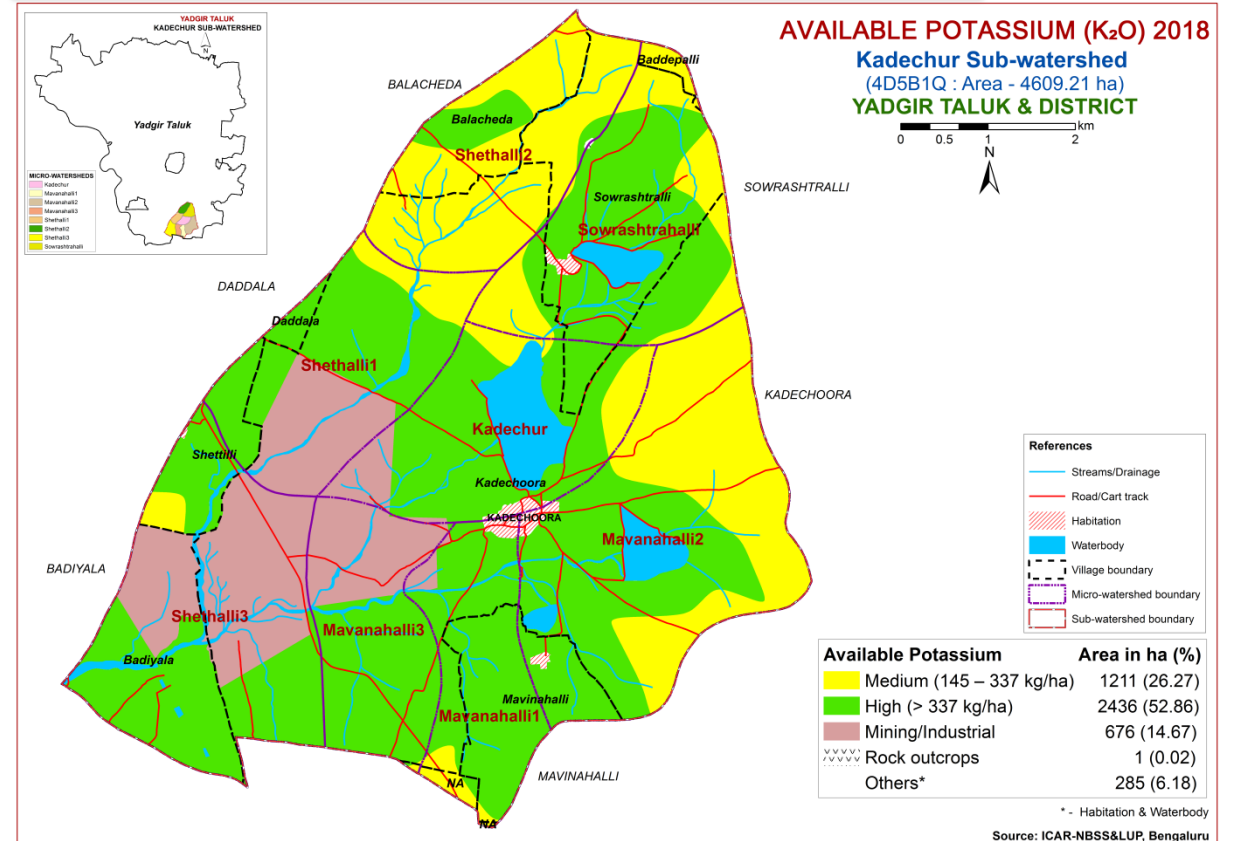 AVAILABLE POTASSIUM (K₂O) 2018
Kadechur Sub-watershed
(4D5B1Q : Area - 4609.21 ha)
YADGIR TALUK & DISTRICT
km
0 0.5 1 2
N
YADGIR TALUK
KADECHUR SUB-WATERSHED
N
Yadgir Taluk
MICRO-WATERSHEDS
Kadechur
Mavanahalli1
Mavanahalli2
Mavanahalli3
Shethalli1
Shethalli2
Shethalli3
Sowrashtrahalli
Baddepalli
BALACHEDA
Balacheda
Shethalli2
SOWRASHTRALLI
Sowrashtralli
Sowrashtrahalli
DADDALA
Daddala
Shethalli1
KADECHOORA
Kadechur
Shettilli
Kadechoora
KADECHOORA
Mavanahalli2
BADIYALA
Shethalli3
Mavanahalli3
Badiyala
Mavinahalli
Mavanahalli1
MAVINAHALLI
NA
NA
References
Streams/Drainage
Road/Cart track
Habitation
Waterbody
Village boundary
Micro-watershed boundary
Sub-watershed boundary
Available Potassium Area in ha (%)
Medium (145 – 337 kg/ha) 1211 (26.27)
High (> 337 kg/ha) 2436 (52.86)
Mining/Industrial 676 (14.67)
Rock outcrops 1 (0.02)
Others* 285 (6.18)
* - Habitation & Waterbody
Source: ICAR-NBSS&LUP, Bengaluru